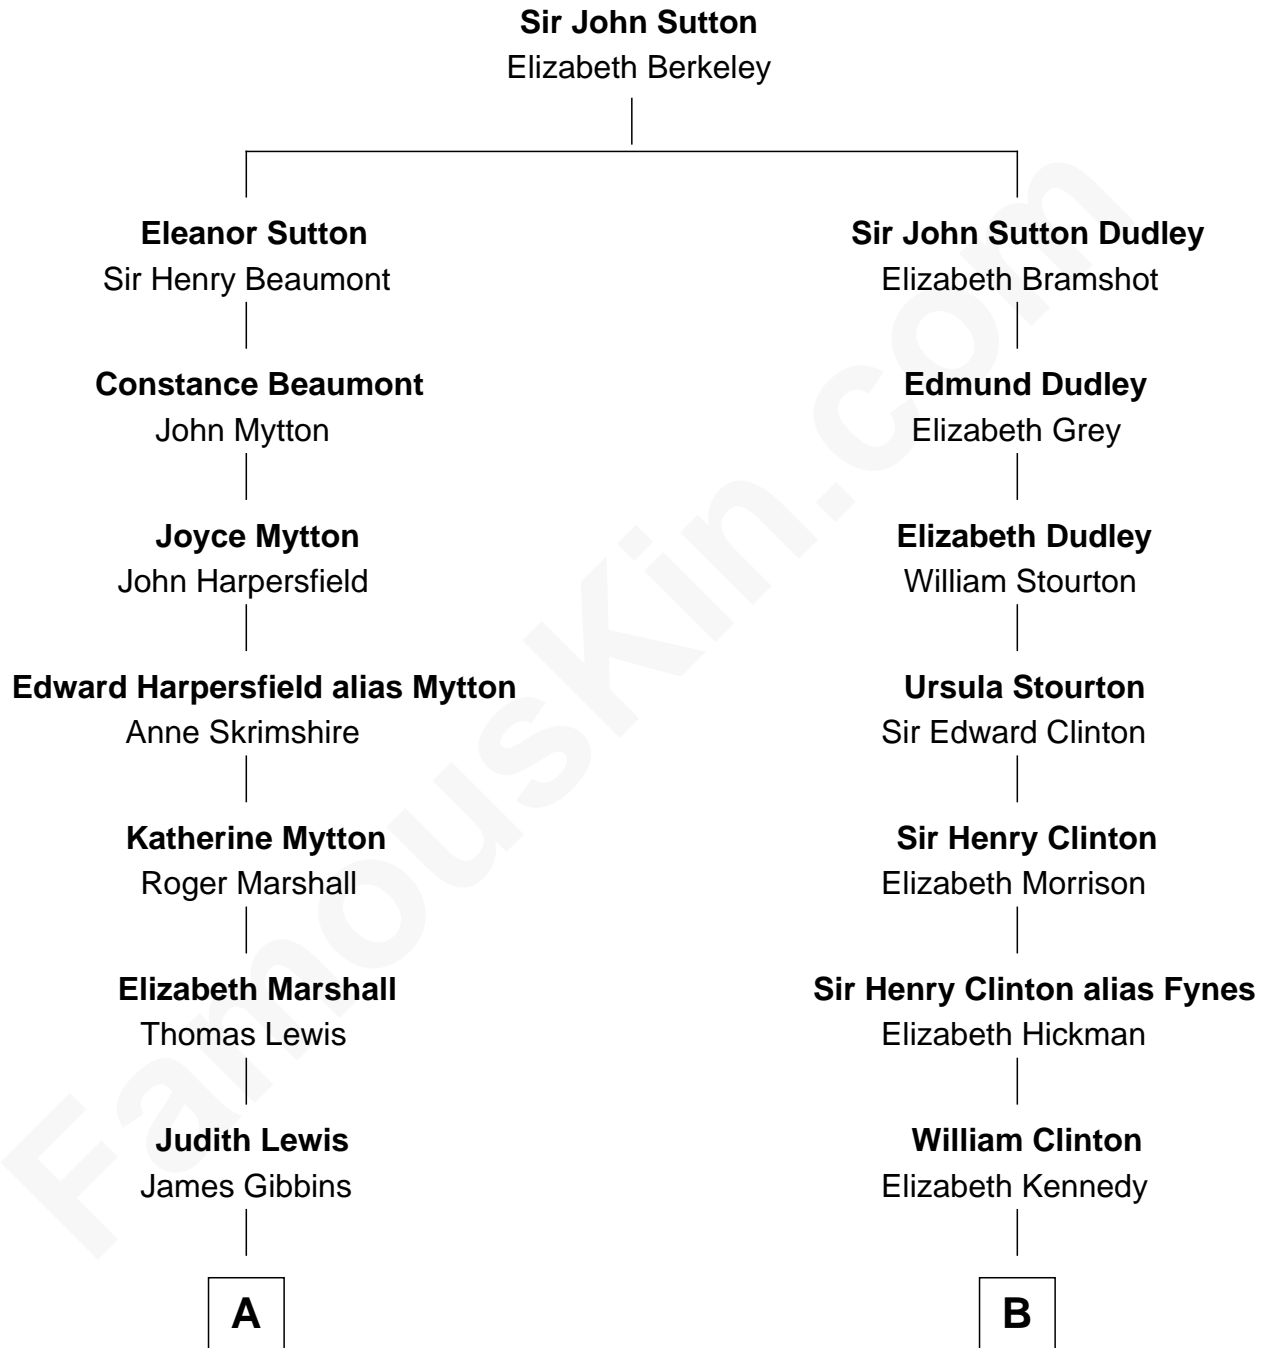 Sir John Sutton
Elizabeth Berkeley
Eleanor Sutton
Sir Henry Beaumont
Constance Beaumont
John Mytton
Joyce Mytton
John Harpersfield
Edward Harpersfield alias Mytton
Anne Skrimshire
Katherine Mytton
Roger Marshall
Elizabeth Marshall
Thomas Lewis
Judith Lewis
James Gibbins
A
Sir John Sutton Dudley
Elizabeth Bramshot
Edmund Dudley
Elizabeth Grey
Elizabeth Dudley
William Stourton
Ursula Stourton
Sir Edward Clinton
Sir Henry Clinton
Elizabeth Morrison
Sir Henry Clinton alias Fynes
Elizabeth Hickman
William Clinton
Elizabeth Kennedy
B
FamousKin.com